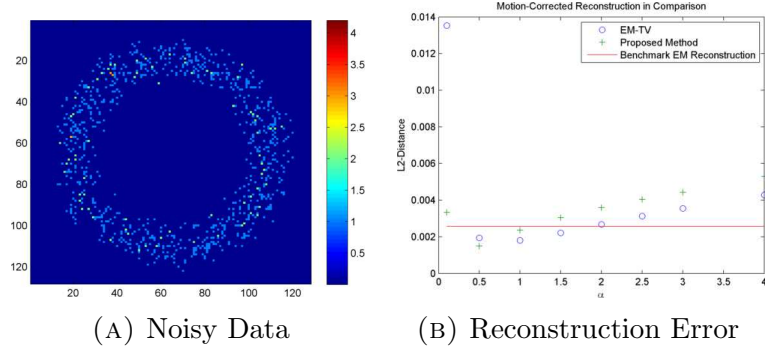 20
40
60
80
100
120
20 40 60 80 100 120
4
3.5
3
2.5
2
1.5
1
0.5
(A) Noisy Data
Motion-Corrected Reconstruction in Comparison
L2-Distance
0.014
0.012
0.01
0.008
0.006
0.004
0.002
0
0 0.5 1 1.5 2 2.5 3 3.5 4
α
EM-TV
Proposed Method
Benchmark EM Reconstruction
(B) Reconstruction Error